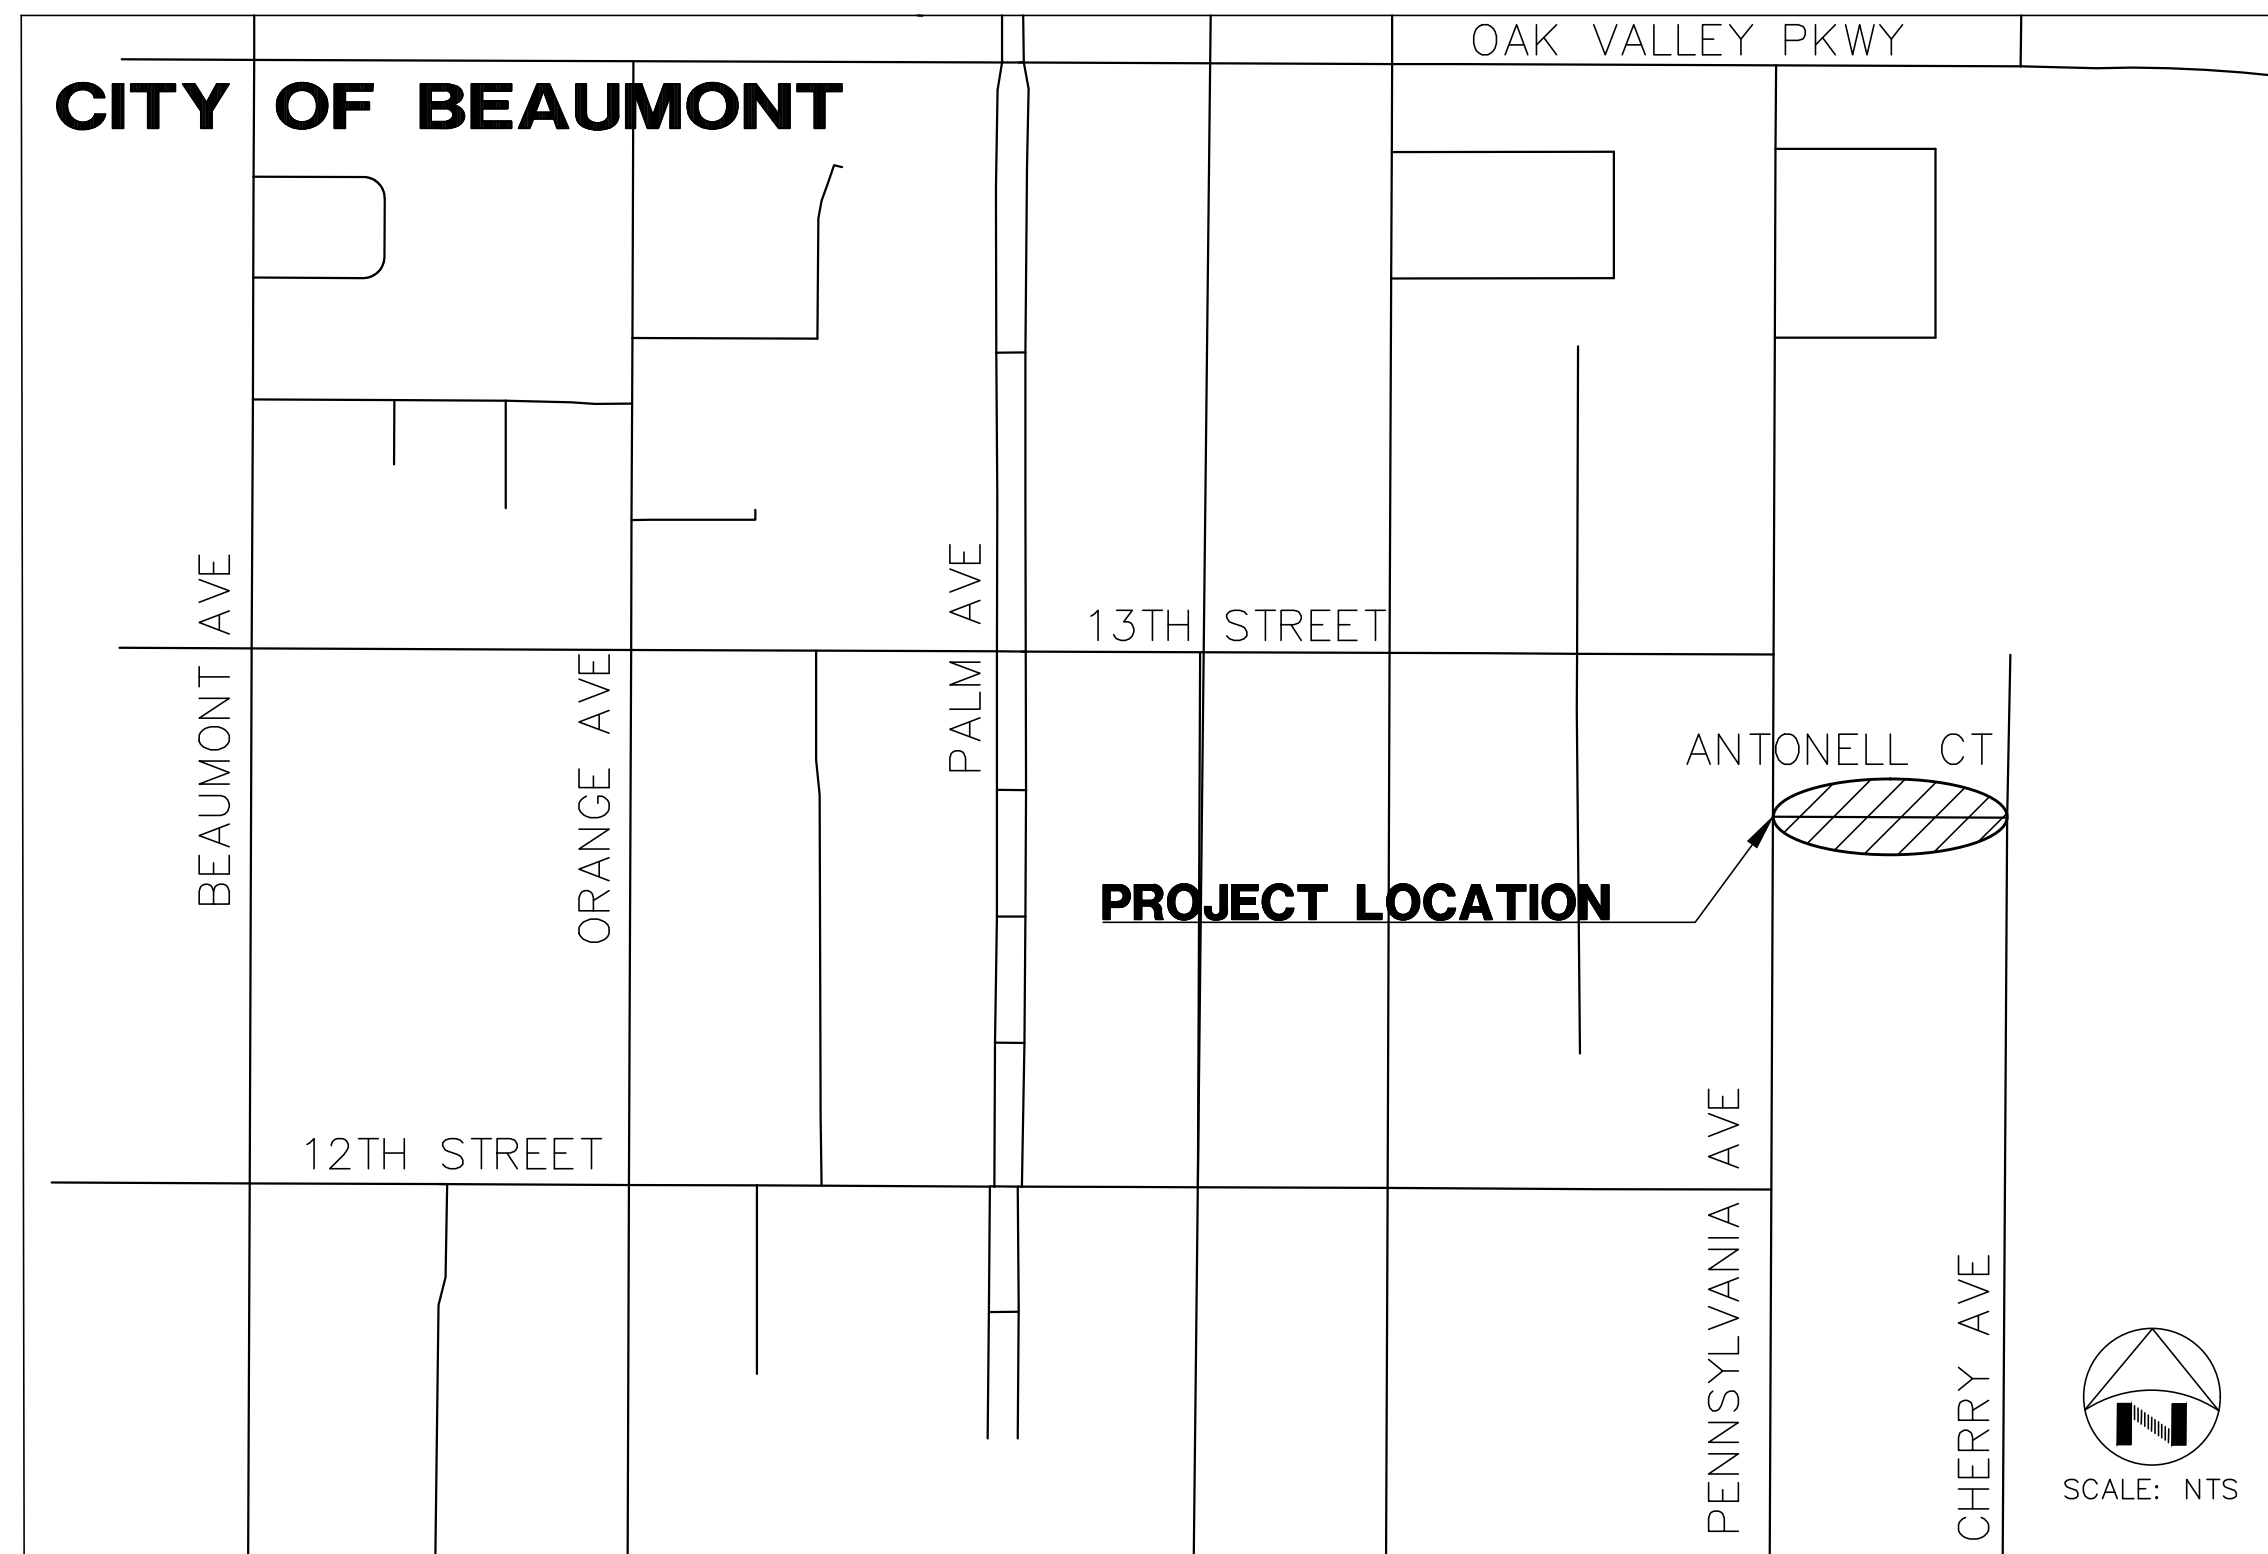 OAK VALLEY PKWY
CITY OF BEAUMONT
BEAUMONT AVE
ORANGE AVE
PALM AVE
13TH STREET
ANTONELL CT
PROJECT LOCATION
12TH STREET
PENNSYLVANIA AVE
CHERRY AVE
N
SCALE: NTS